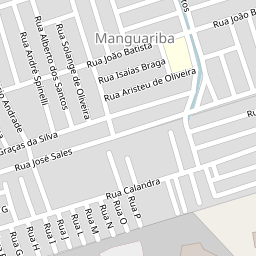 Rua João B
Rua Solange de Oliveira
Rua Alberto dos Santos
Rua André Spinelli
Manguariba
Rua João Batista
Rua Isaías Braga
Rua Aristeu de Oliveira
o Andrade
Graças da Silva
Rua
Rua José Sales
Rua Calandra
G
Rua G
Rua H
Rua I
Rua J
Rua L
Rua M
Rua N
Rua O
Rua P